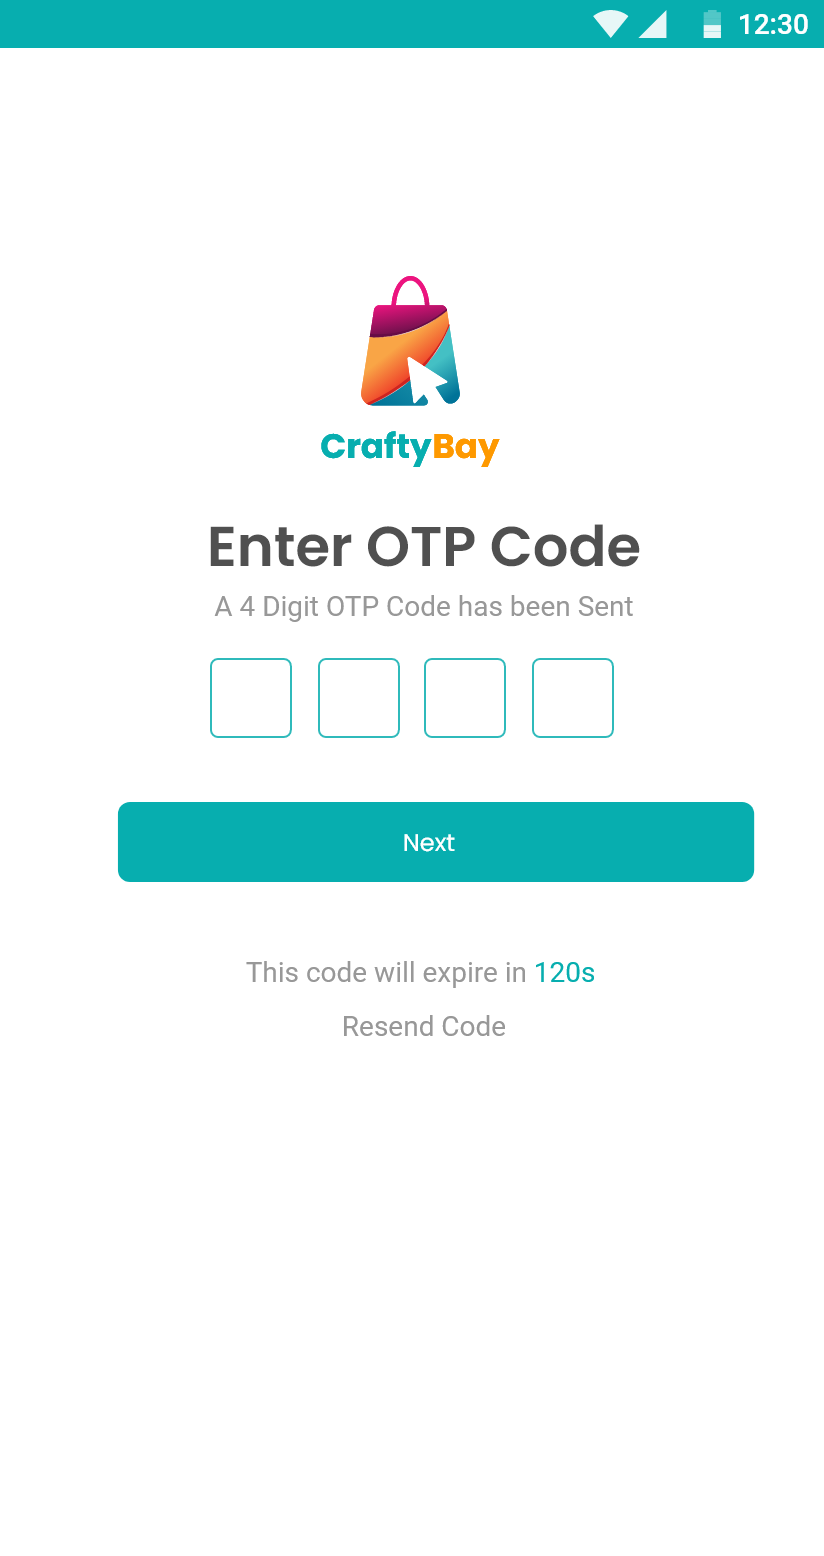 12:30
CraftyBay
Enter OTP Code
A 4 Digit OTP Code has been Sent
Next
This code will expire in 120s
Resend Code